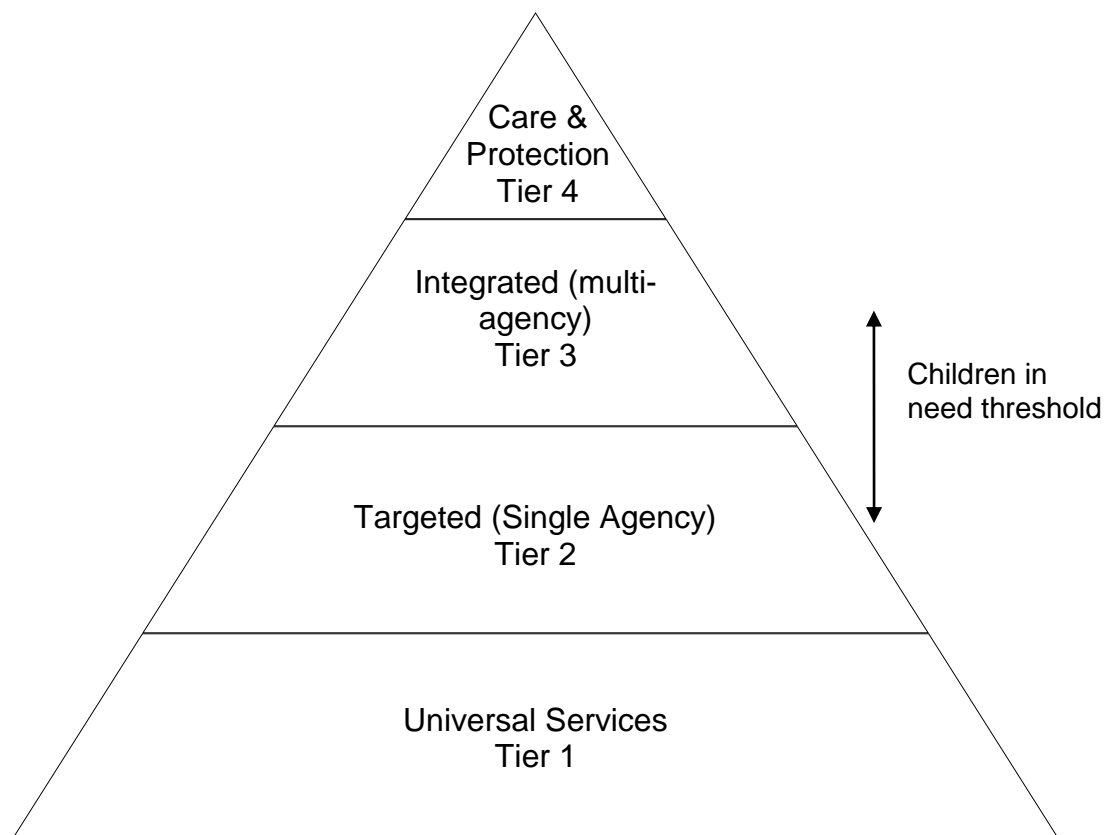 Care &
Protection
Tier 4
Integrated (multi-
agency)
Tier 3
Children in
need threshold
Targeted (Single Agency)
Tier 2
Universal Services
Tier 1